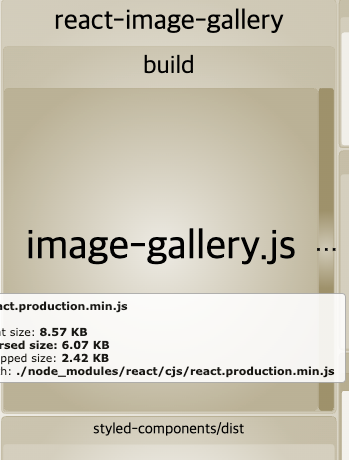 react-image-gallery
build
image-gallery.js
...
act.production.min.js
t size: 8.57 KB
rsed size: 6.07 KB
pped size: 2.42 KB
h: ./node_modules/react/cjs/react.production.min.js
styled-components/dist